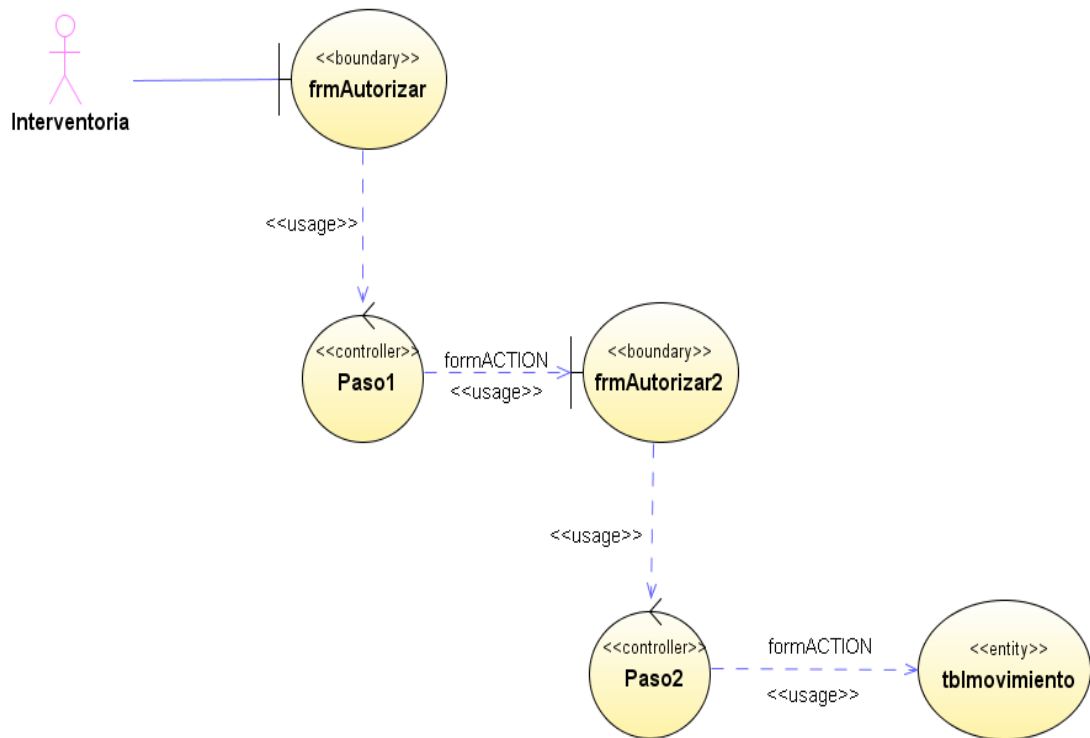 <<boundary>>
frmAutorizar
Interventoria
<<usage>>
<<controller>>
Paso1
formACTION
<<usage>>
<<boundary>>
frmAutorizar2
<<usage>>
<<controller>>
Paso2
formACTION
<<usage>>
<<entity>>
tblmovimiento